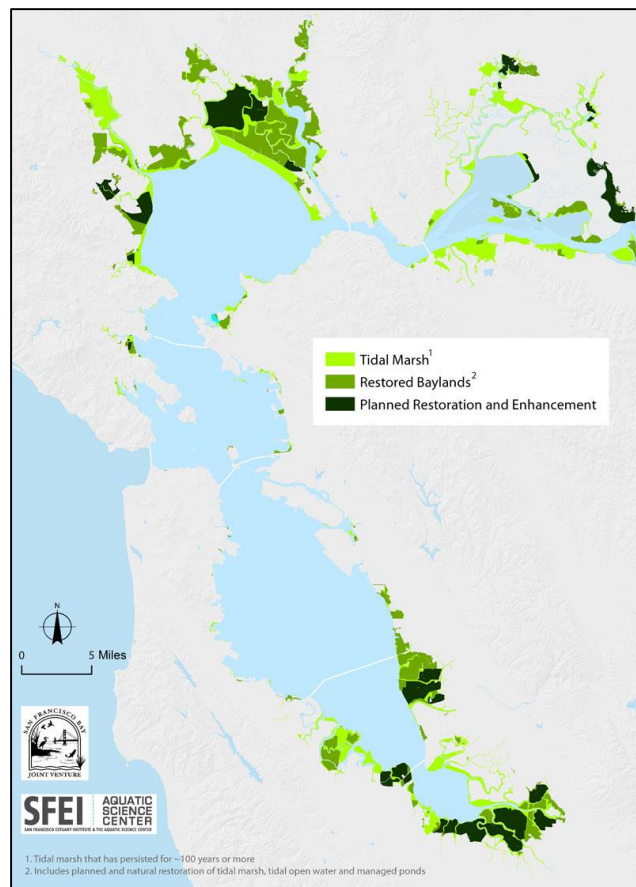 Tidal Marsh1
Restored Baylands2
Planned Restoration and Enhancement
N
0 5 Miles
SAN FRANCISCO BAY
JOINT VENTURE
SFEI AQUATIC
SCIENCE
CENTER
SAN FRANCISCO ESTUARY INSTITUTE & THE AQUATIC SCIENCE CENTER
1. Tidal marsh that has persisted for ~100 years or more
2. Includes planned and natural restoration of tidal marsh, tidal open water and managed ponds